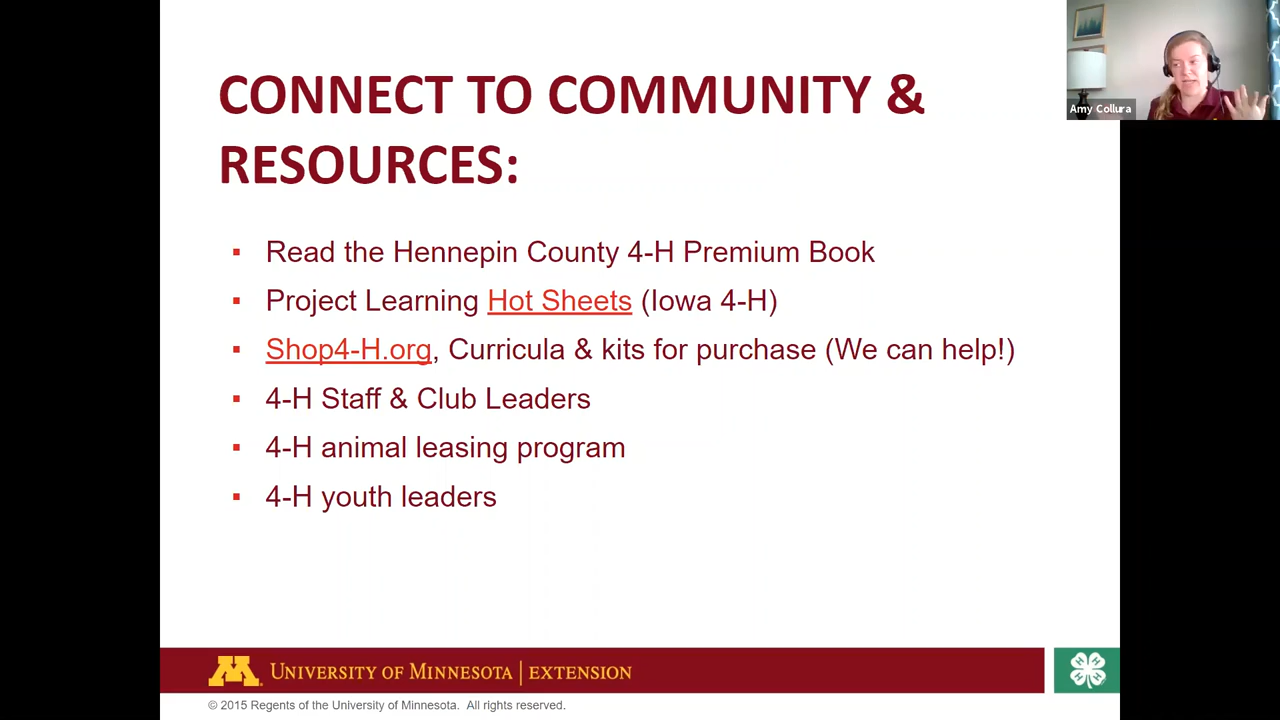 CONNECT TO COMMUNITY &
RESOURCES:
Amy Collura
▪ Read the Hennepin County 4-H Premium Book
▪ Project Learning Hot Sheets (Iowa 4-H)
▪ Shop4-H.org, Curricula & kits for purchase (We can help!)
▪ 4-H Staff & Club Leaders
▪ 4-H animal leasing program
▪ 4-H youth leaders
M UNIVERSITY OF MINNESOTA | EXTENSION
H H H H
© 2015 Regents of the University of Minnesota. All rights reserved.